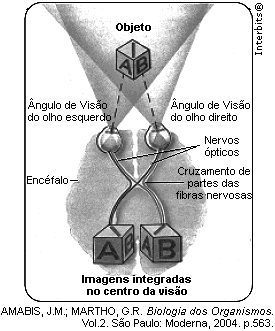 Interbits®
Objeto
AB
Ângulo de Visão
do olho esquerdo
Ângulo de Visão
do olho direito
Nervos
ópticos
Encéfalo
Cruzamento de
partes das
fibras nervosas
A B
A B
Imagens integradas
no centro da visão
AMABIS, J.M.; MARTHO, G.R. Biologia dos Organismos.
Vol.2. São Paulo: Moderna, 2004. p.563.